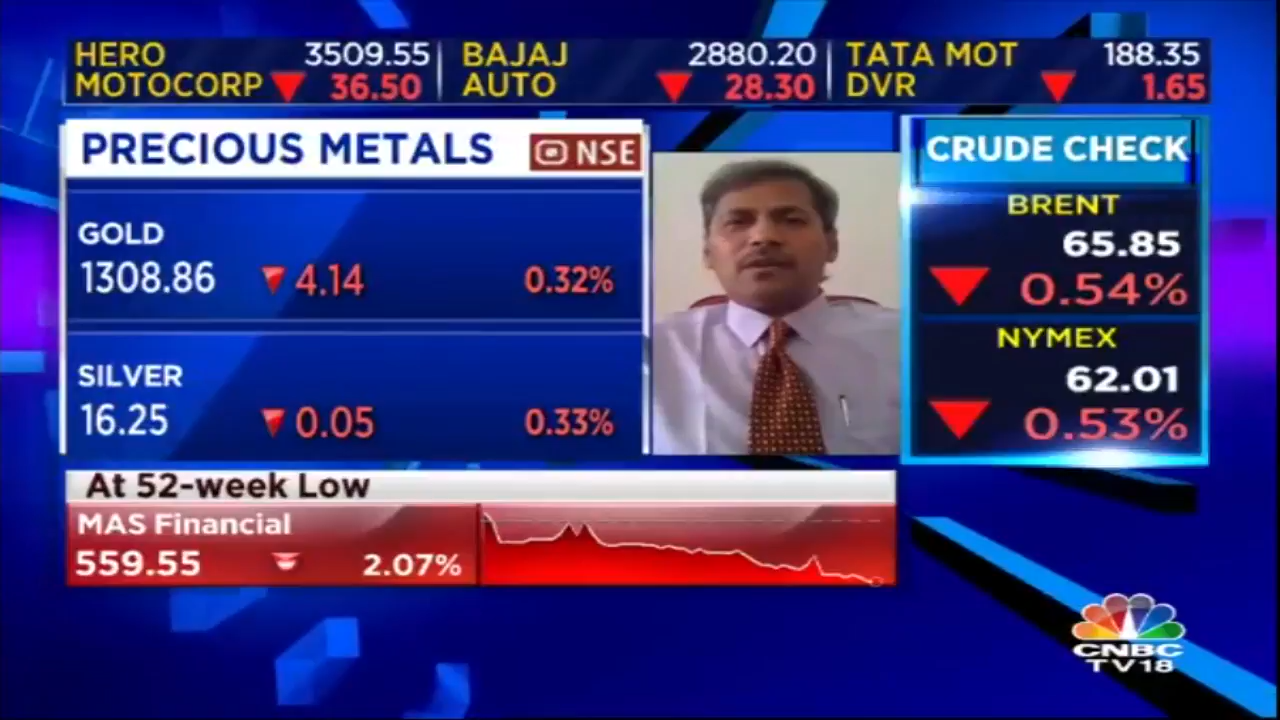 HERO MOTOCORP 3509.55 ▼ 36.50
BAJAJ AUTO 2880.20 ▼ 28.30
TATA MOT DVR 188.35 ▼ 1.65
PRECIOUS METALS NSE
GOLD
1308.86 ▼ 4.14 0.32%
SILVER
16.25 ▼ 0.05 0.33%
CRUDE CHECK
BRENT
65.85
▼ 0.54%
NYMEX
62.01
▼ 0.53%
At 52-week Low
MAS Financial
559.55 2.07%
CNBC
TV18